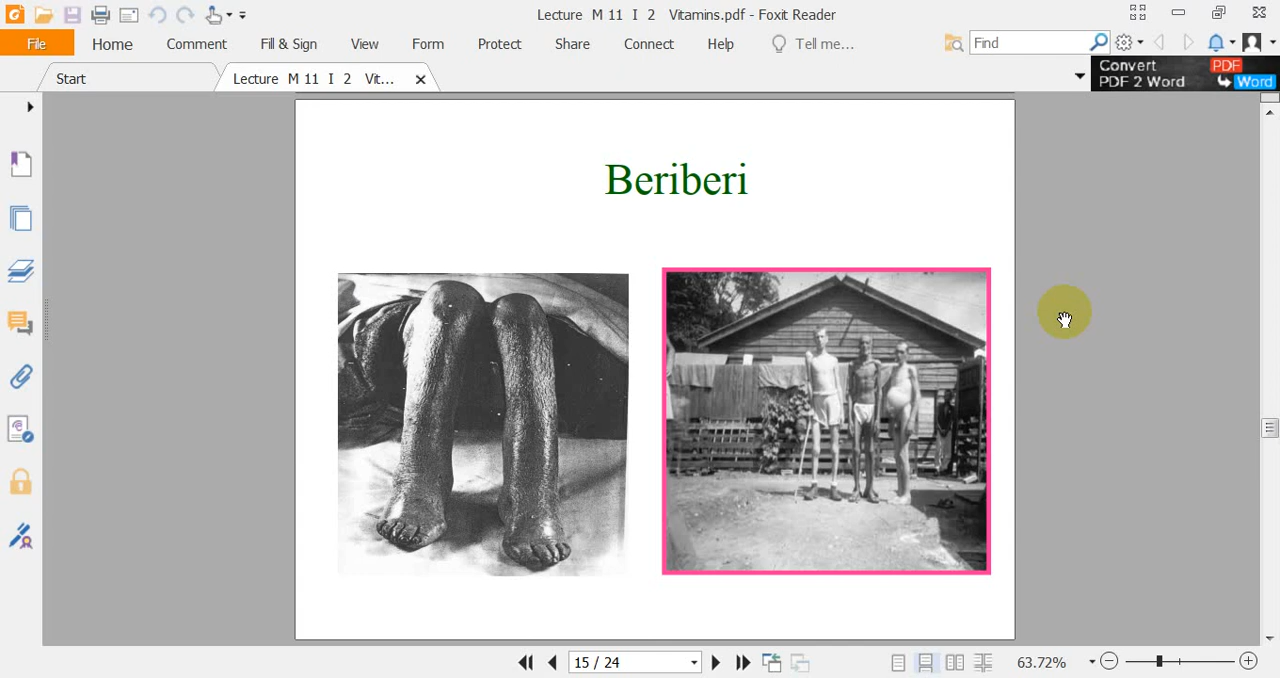 Lecture M 11 I 2 Vitamins.pdf - Foxit Reader
File Home Comment Fill & Sign View Form Protect Share Connect Help Tell me... Find
Start Lecture M 11 I 2 Vit... Convert PDF
PDF 2 Word Word
Beriberi
15 / 24 63.72%